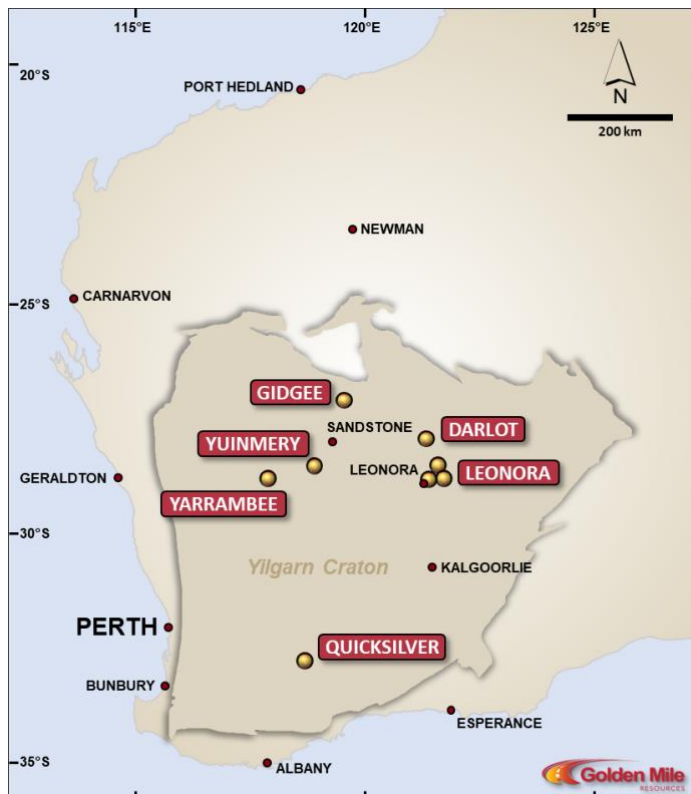 115°E 120°E 125°E
20°S
PORT HEDLAND
N
200 km
NEWMAN
25°S
CARNARVON
GIDGEE
SANDSTONE
DARLOT
YUINMERY
LEONORA
LEONORA
GERALDTON
YARRAMBEE
30°S
Yilgarn Craton
KALGOORLIE
PERTH
QUICKSILVER
BUNBURY
ESPERANCE
35°S
ALBANY
Golden Mile
RESOURCES